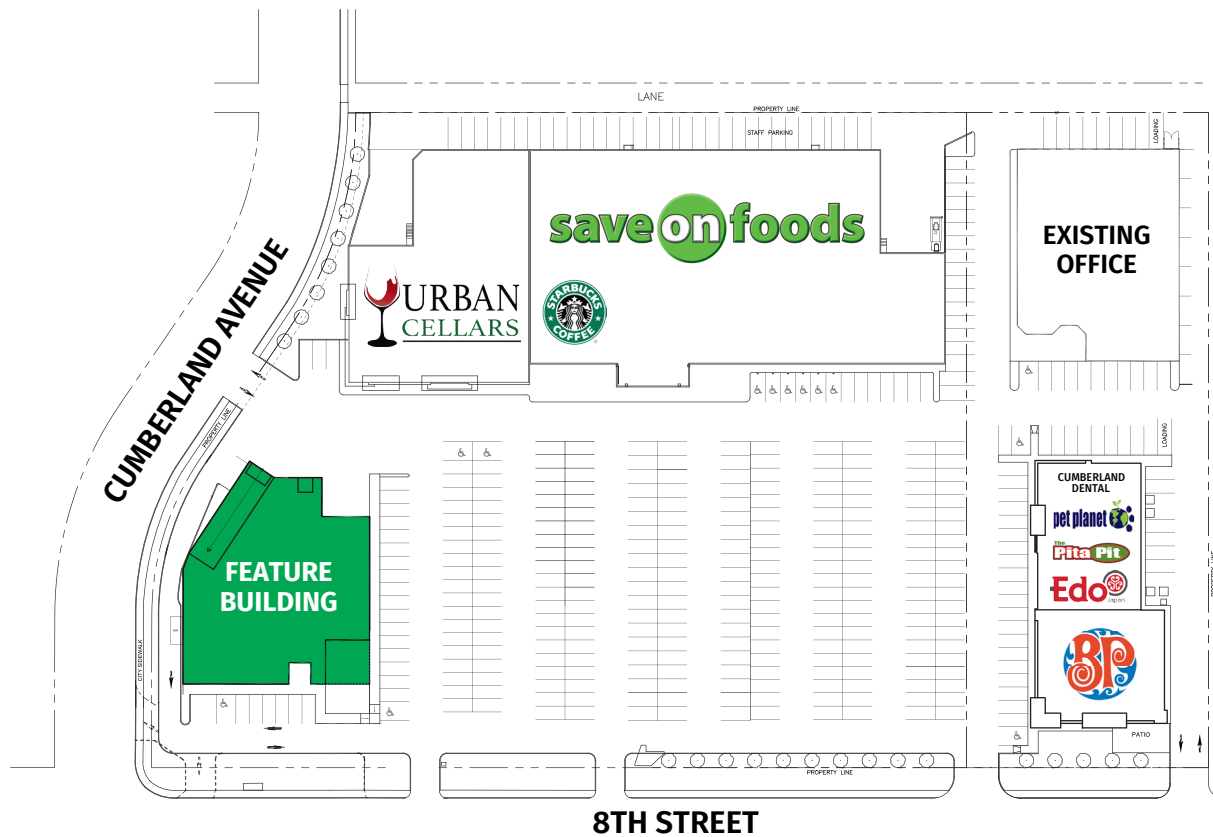 LANE
PROPERTY LINE
STAFF PARKING
LOADING
save on foods
EXISTING
OFFICE
CUMBERLAND AVENUE
URBAN
CELLARS
STARBUCKS
COFFEE
PROPERTY LINE
LOADING
CUMBERLAND
DENTAL
pet planet
The
Pita Pit
Edo
Japan
FEATURE
BUILDING
CITY SIDEWALK
BP
PATIO
PROPERTY LINE
PROPERTY LINE
8TH STREET